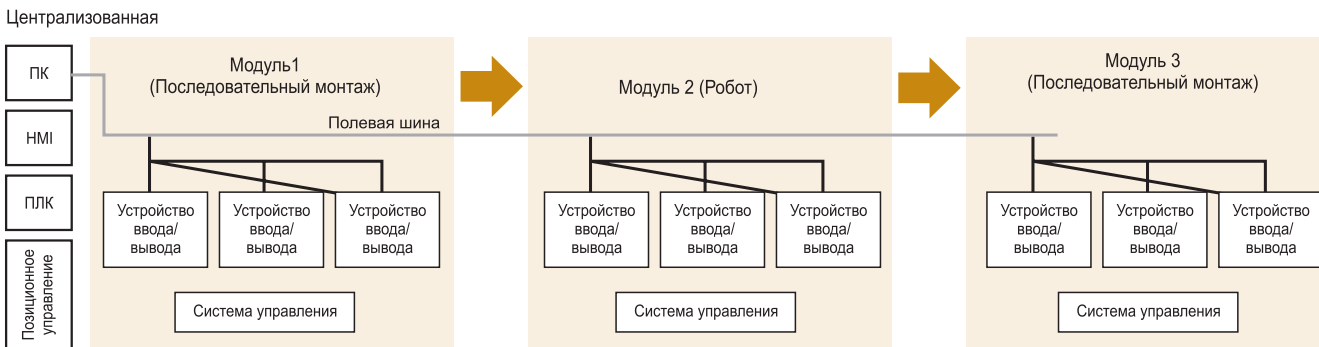 Централизованная
ПК
HMI
ПЛК
Позиционное
управление
Модуль1
(Последовательный монтаж)
Полевая шина
Устройство
ввода/
вывода
Устройство
ввода/
вывода
Устройство
ввода/
вывода
Система управления
Модуль 2 (Робот)
Устройство
ввода/
вывода
Устройство
ввода/
вывода
Устройство
ввода/
вывода
Система управления
Модуль 3
(Последовательный монтаж)
Устройство
ввода/
вывода
Устройство
ввода/
вывода
Устройство
ввода/
вывода
Система управления